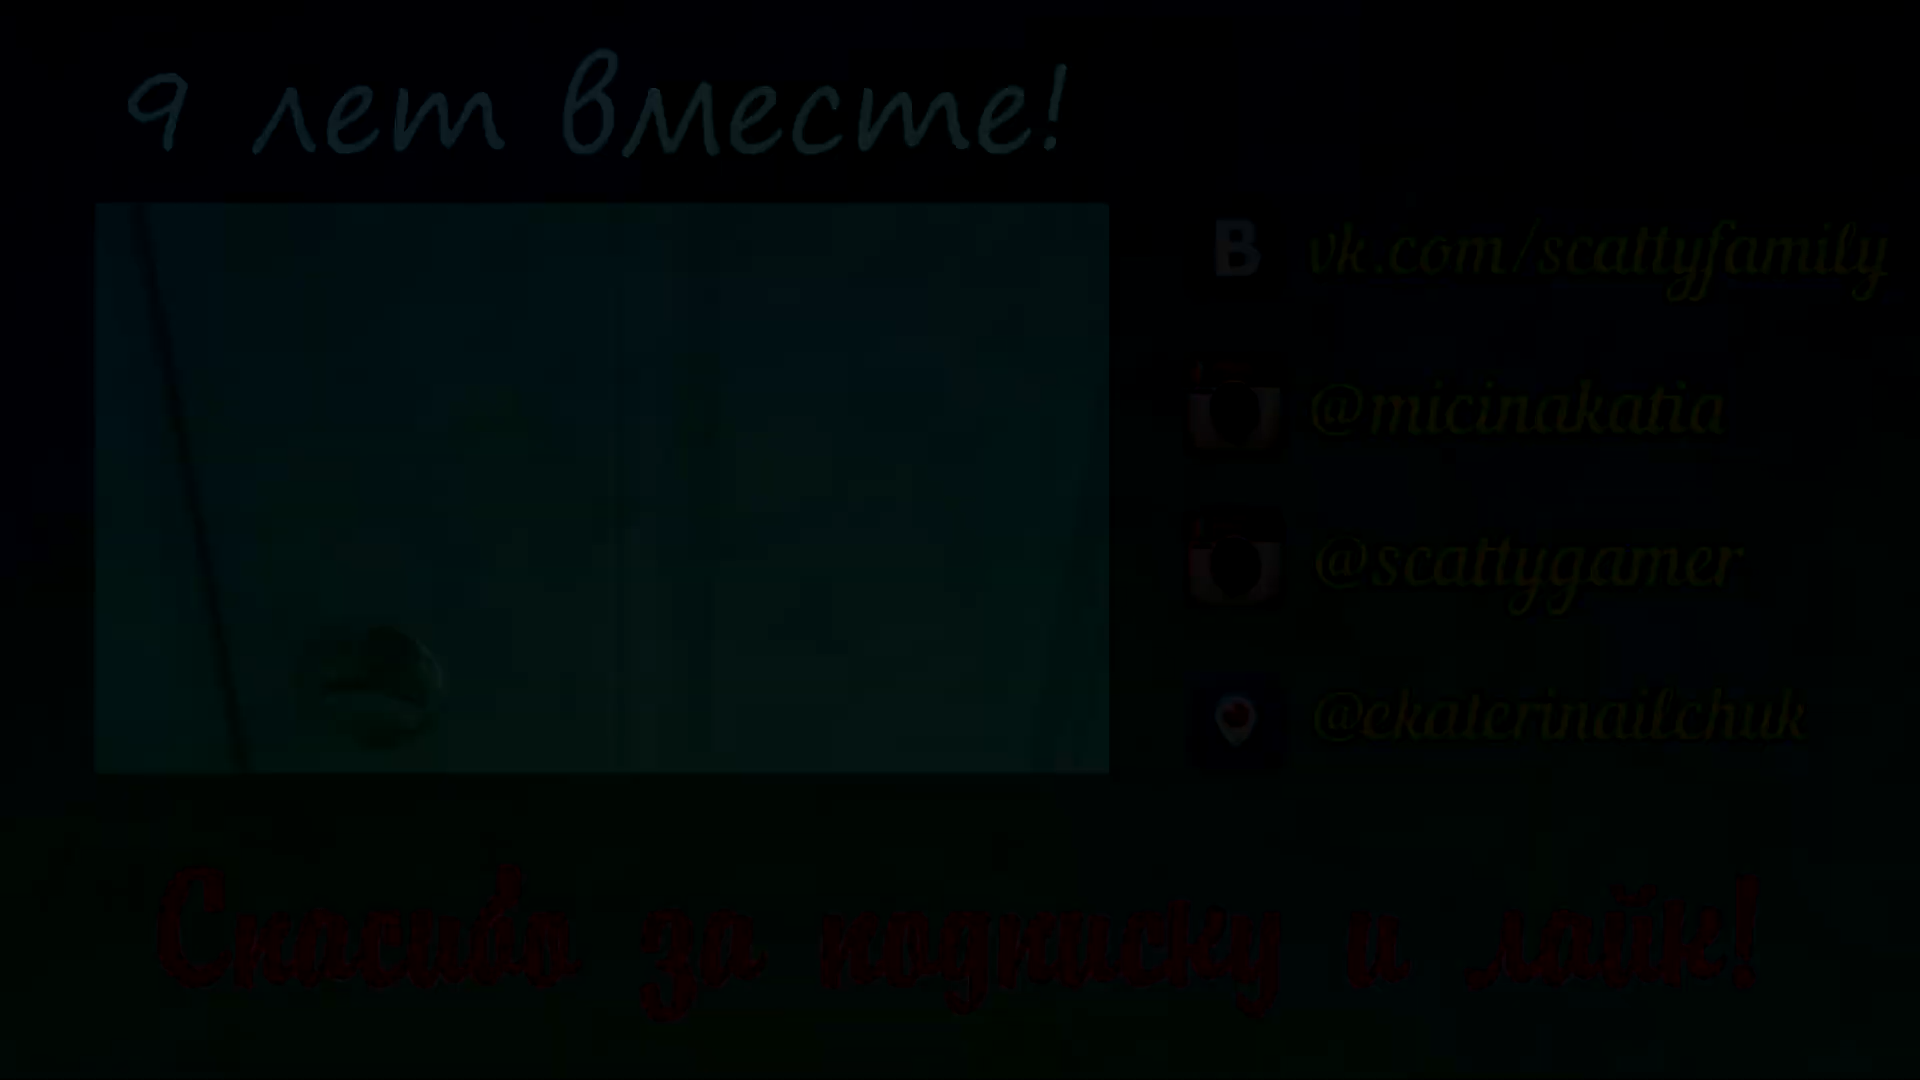 9 лет вместе!
B vk.com/scattyfamily
@micinakatia
@scattygamer
@ekaterinailchuk
Спасибо за подписку и лайк!